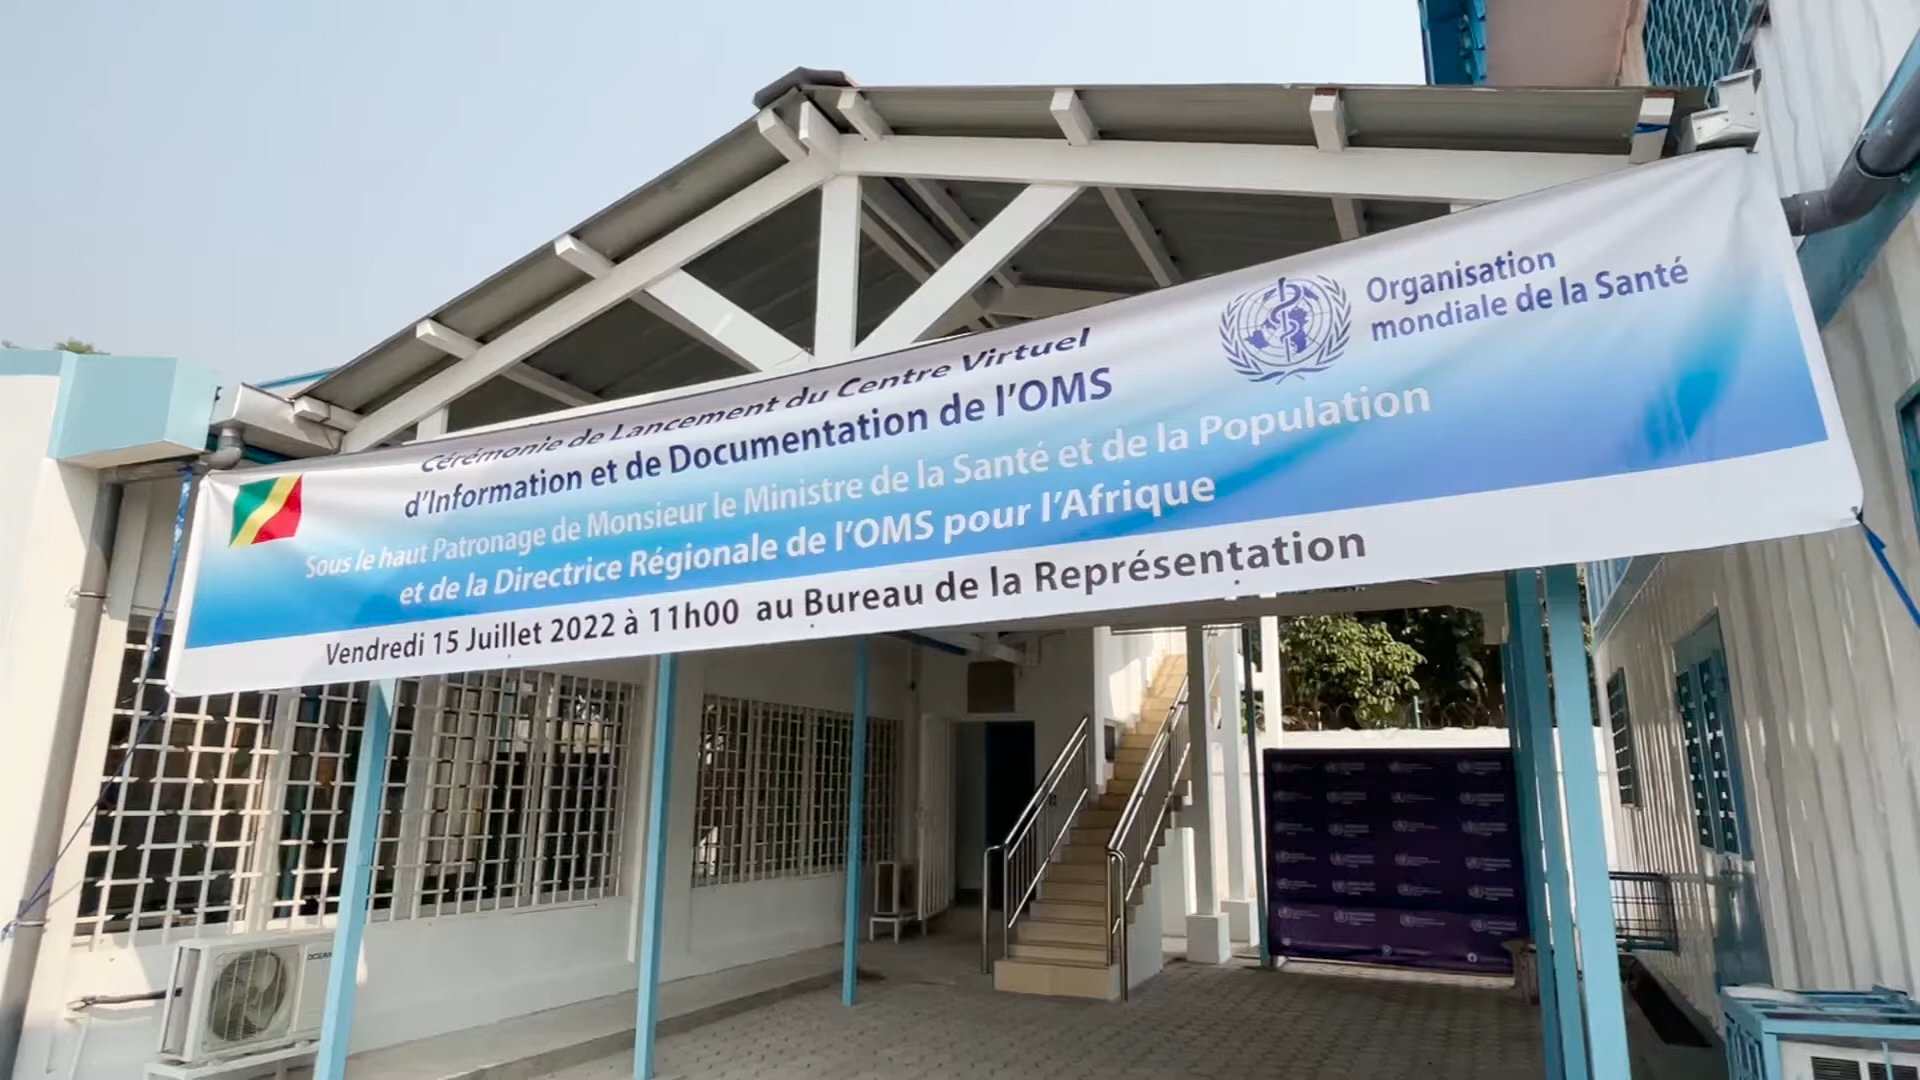 Organisation
mondiale de la Santé
Cérémonie de Lancement du Centre Virtuel
d'Information et de Documentation de l'OMS
Sous le haut Patronage de Monsieur le Ministre de la Santé et de la Population
et de la Directrice Régionale de l'OMS pour l'Afrique
Vendredi 15 Juillet 2022 à 11h00 au Bureau de la Représentation